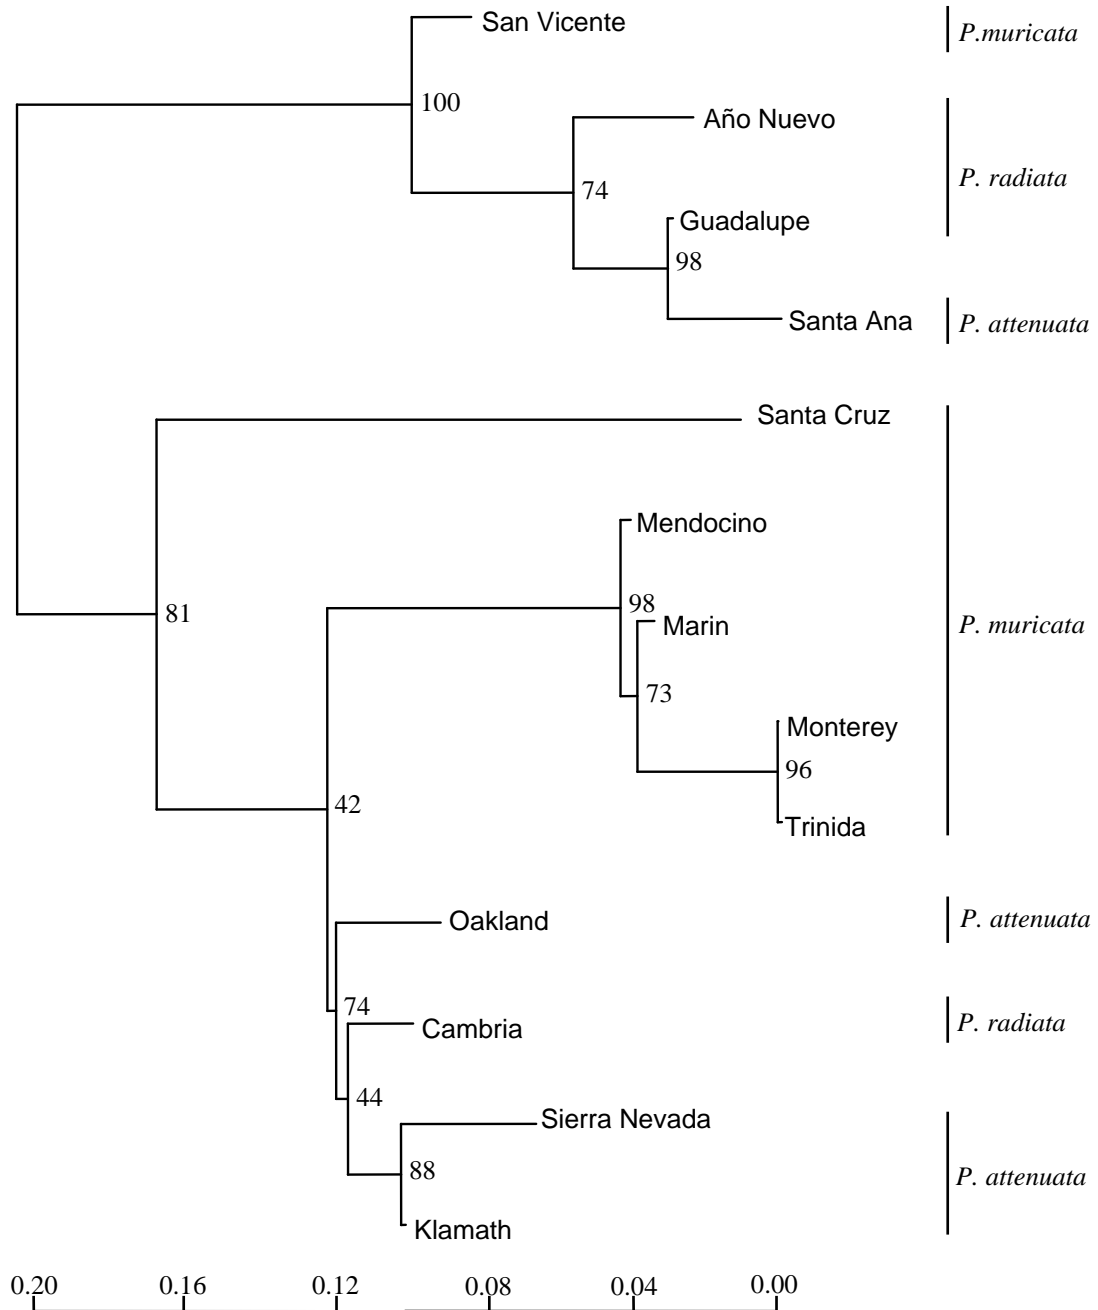 San Vicente
P.muricata
100
Año Nuevo
74
P. radiata
Guadalupe
98
Santa Ana
P. attenuata
Santa Cruz
Mendocino
98
Marin
81
P. muricata
73
Monterey
96
42
Trinida
Oakland
P. attenuata
74
Cambria
P. radiata
44
Sierra Nevada
88
P. attenuata
Klamath
0.20 0.16 0.12 0.08 0.04 0.00